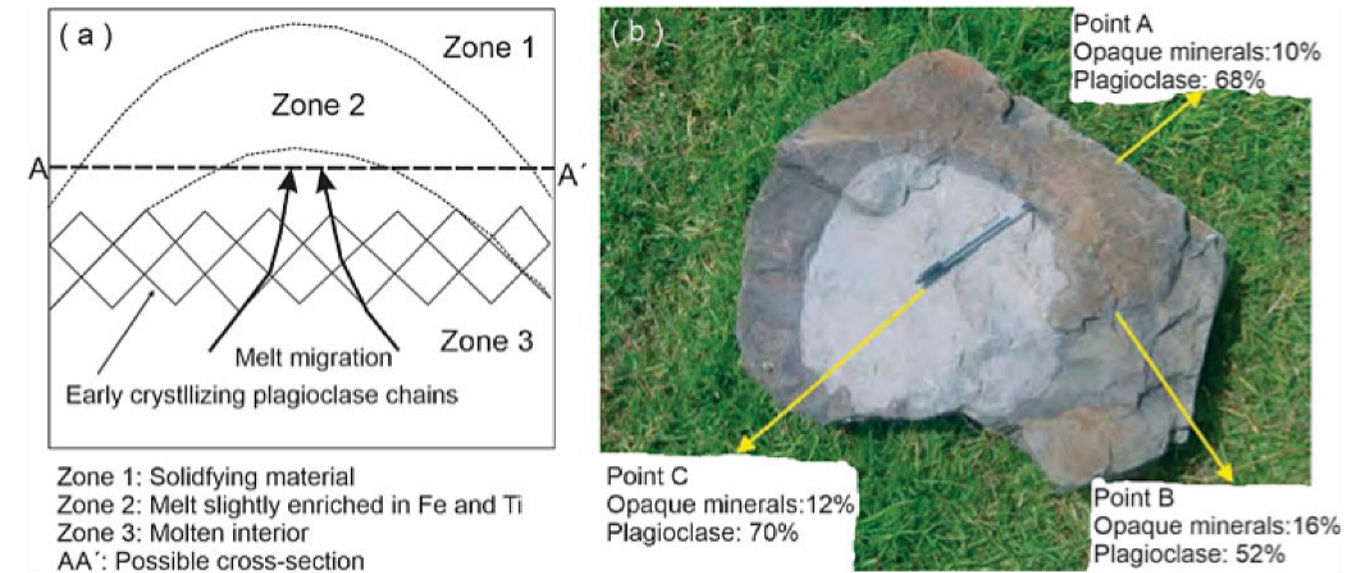 ( a )
Zone 1
Zone 2
A
A´
Zone 3
Melt migration
Early crystllizing plagioclase chains
Zone 1: Solidfying material
Zone 2: Melt slightly enriched in Fe and Ti
Zone 3: Molten interior
AA´: Possible cross-section
( b )
Point A
Opaque minerals:10%
Plagioclase: 68%
Point C
Opaque minerals:12%
Plagioclase: 70%
Point B
Opaque minerals:16%
Plagioclase: 52%